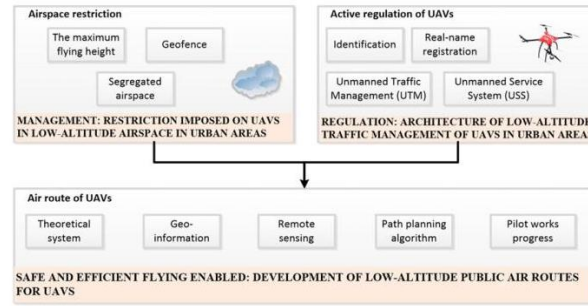 Airspace restriction
The maximum
flying height
Geofence
Segregated
airspace
MANAGEMENT: RESTRICTION IMPOSED ON UAVS
IN LOW-ALTITUDE AIRSPACE IN URBAN AREAS
Active regulation of UAVs
Identification
Real-name
registration
Unmanned Traffic
Management (UTM)
Unmanned Service
System (USS)
REGULATION: ARCHITECTURE OF LOW-ALTITUDE
TRAFFIC MANAGEMENT OF UAVS IN URBAN AREA
Air route of UAVs
Theoretical
system
Geo-
information
Remote
sensing
Path planning
algorithm
Pilot works
progress
SAFE AND EFFICIENT FLYING ENABLED: DEVELOPMENT OF LOW-ALTITUDE PUBLIC AIR ROUTES
FOR UAVS